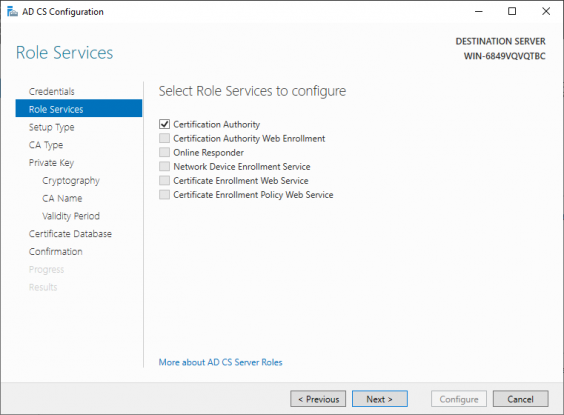 AD CS Configuration
Role Services
DESTINATION SERVER
WIN-6849VQVQTBC
Credentials
Role Services
Setup Type
CA Type
Private Key
Cryptography
CA Name
Validity Period
Certificate Database
Confirmation
Progress
Results
Select Role Services to configure
Certification Authority
Certification Authority Web Enrollment
Online Responder
Network Device Enrollment Service
Certificate Enrollment Web Service
Certificate Enrollment Policy Web Service
More about AD CS Server Roles
< Previous
Next >
Configure
Cancel